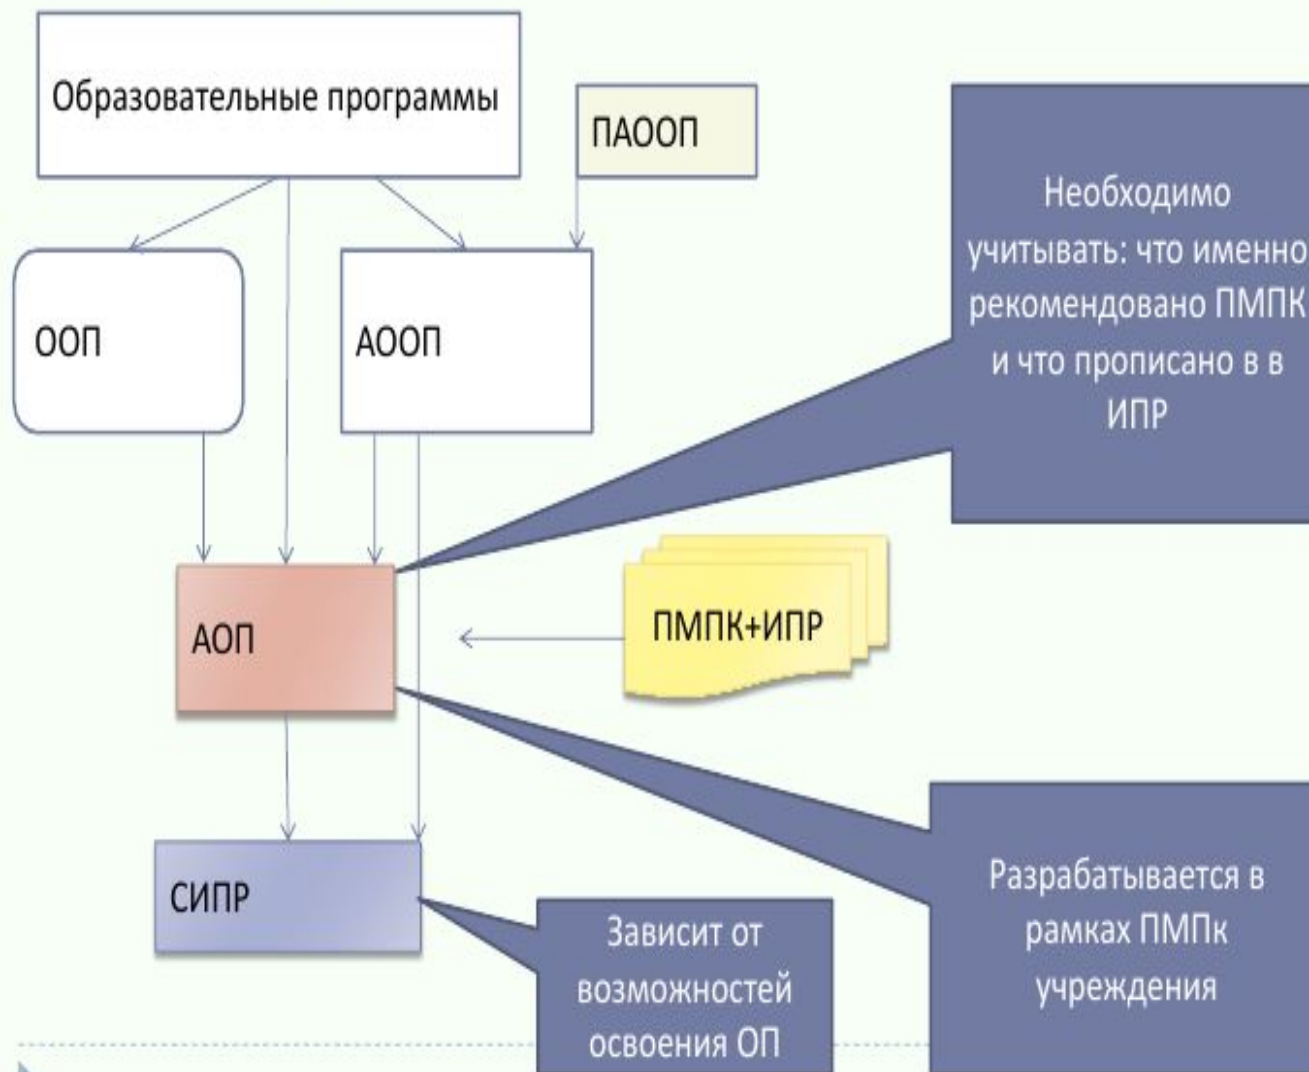 Образовательные программы
ПАООП
Необходимо
учитывать: что именно
рекомендовано ПМПК
и что прописано в в
ИПР
ООП
АООП
АОП
ПМПК+ИПР
СИПР
Зависит от
возможностей
освоения ОП
Разрабатывается в
рамках ПМПк
учреждения